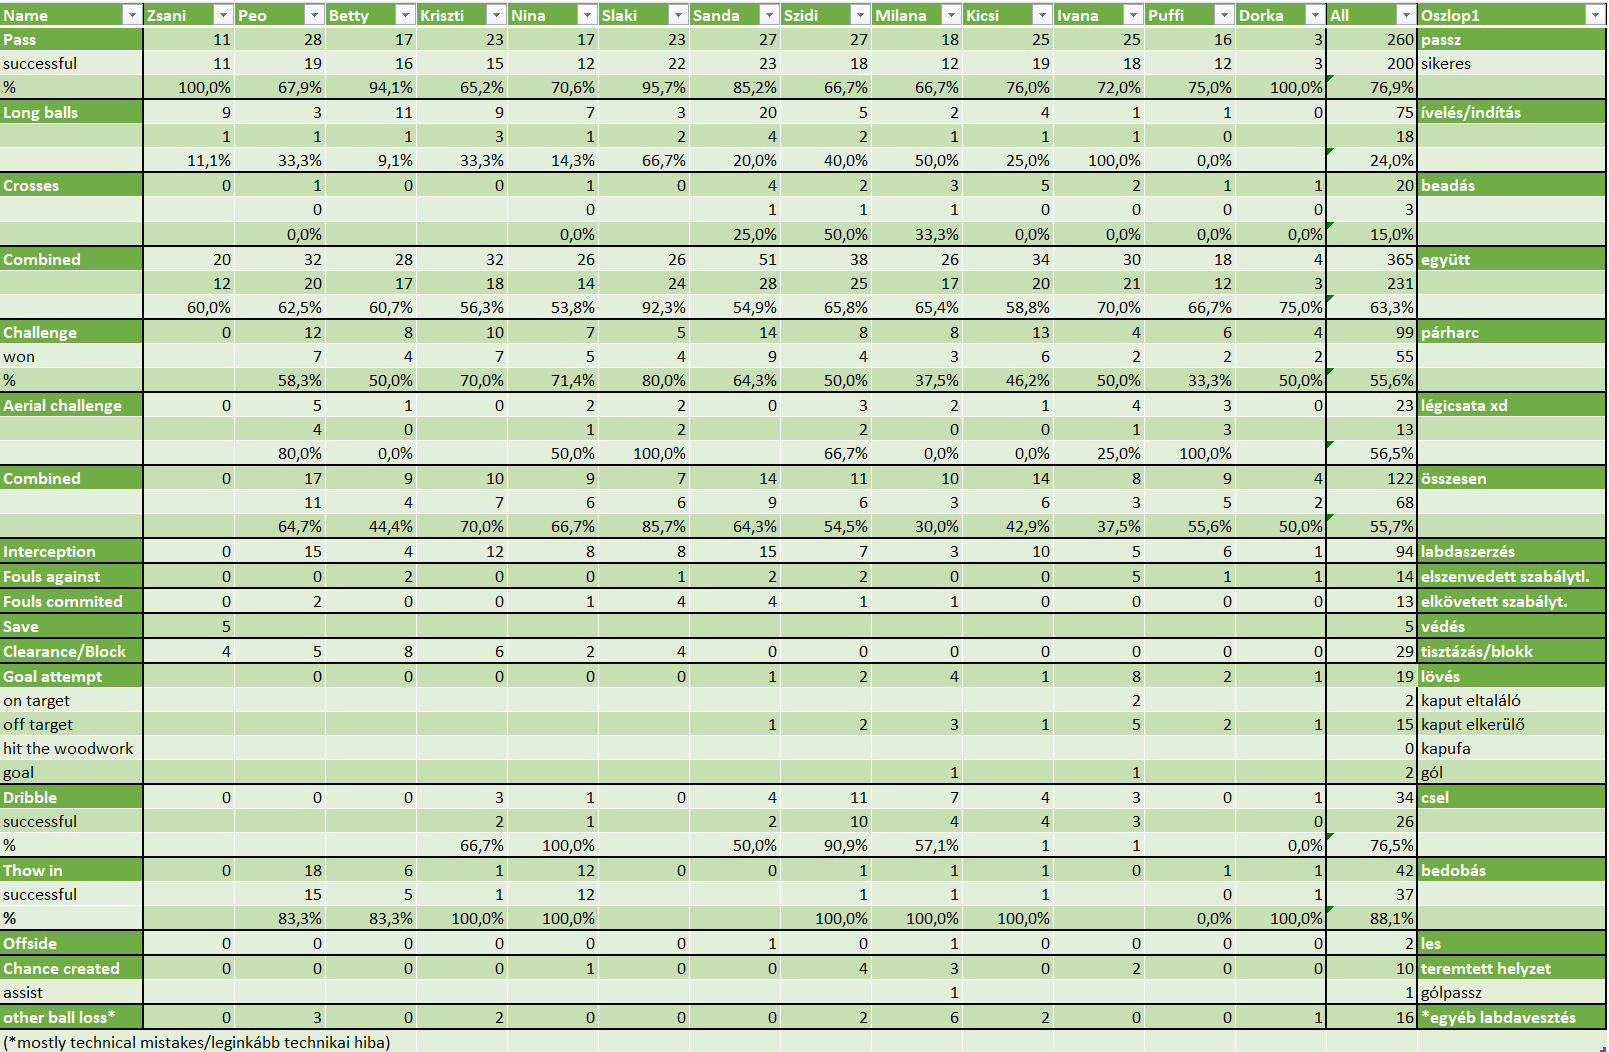 Name Zsani Peo Betty Kriszti Nina Slaki Sanda Szidi Milana Kicsi Ivana Puffi Dorka All Oszlop1
Pass 11 28 17 23 17 23 27 27 18 25 25 16 3 260 passz
successful 11 19 16 15 12 22 23 18 12 19 18 12 3 200 sikeres
% 100,0% 67,9% 94,1% 65,2% 70,6% 95,7% 85,2% 66,7% 66,7% 76,0% 72,0% 75,0% 100,0% 76,9%
Long balls 9 3 11 9 7 3 20 5 2 4 1 1 0 75 ívelés/indítás
1 1 1 3 1 2 4 2 1 1 1 0 18
11,1% 33,3% 9,1% 33,3% 14,3% 66,7% 20,0% 40,0% 50,0% 25,0% 100,0% 0,0% 24,0%
Crosses 0 1 0 0 1 0 4 2 3 5 2 1 1 20 beadás
0 0 1 1 1 0 0 0 0 3
0,0% 0,0% 25,0% 50,0% 33,3% 0,0% 0,0% 0,0% 0,0% 15,0%
Combined 20 32 28 32 26 26 51 38 26 34 30 18 4 365 együtt
12 20 17 18 14 24 28 25 17 20 21 12 3 231
60,0% 62,5% 60,7% 56,3% 53,8% 92,3% 54,9% 65,8% 65,4% 58,8% 70,0% 66,7% 75,0% 63,3%
Challenge 0 12 8 10 7 5 14 8 8 13 4 6 4 99 párharc
won 7 4 7 5 4 9 4 3 6 2 2 2 55
% 58,3% 50,0% 70,0% 71,4% 80,0% 64,3% 50,0% 37,5% 46,2% 50,0% 33,3% 50,0% 55,6%
Aerial challenge 0 5 1 0 2 2 0 3 2 1 4 3 0 23 légicsata xd
4 0 1 2 2 0 0 1 3 13
80,0% 0,0% 50,0% 100,0% 66,7% 0,0% 0,0% 25,0% 100,0% 56,5%
Combined 0 17 9 10 9 7 14 11 10 14 8 9 4 122 összesen
11 4 7 6 6 9 6 3 6 3 5 2 68
64,7% 44,4% 70,0% 66,7% 85,7% 64,3% 54,5% 30,0% 42,9% 37,5% 55,6% 50,0% 55,7%
Interception 0 15 4 12 8 8 15 7 3 10 5 6 1 94 labdaszerzés
Fouls against 0 0 2 0 0 1 2 2 0 0 5 1 1 14 elszenvedett szabálytl.
Fouls commited 0 2 0 0 1 4 4 1 1 0 0 0 0 13 elkövetett szabályt.
Save 5 5 védés
Clearance/Block 4 5 8 6 2 4 0 0 0 0 0 0 0 29 tisztázás/blokk
Goal attempt 0 0 0 0 0 1 2 4 1 8 2 1 19 lövés
on target 2 2 kaput eltaláló
off target 1 2 3 1 5 2 1 15 kaput elkerülő
hit the woodwork 0 kapufa
goal 1 1 2 gól
Dribble 0 0 0 3 1 0 4 11 7 4 3 0 1 34 csel
successful 2 1 2 10 4 4 3 0 26
% 66,7% 100,0% 50,0% 90,9% 57,1% 1 1 0,0% 76,5%
Thow in 0 18 6 1 12 0 0 1 1 1 0 1 1 42 bedobás
successful 15 5 1 12 1 1 1 0 1 37
% 83,3% 83,3% 100,0% 100,0% 100,0% 100,0% 100,0% 0,0% 100,0% 88,1%
Offside 0 0 0 0 0 0 1 0 1 0 0 0 0 2 les
Chance created 0 0 0 0 1 0 0 4 3 0 2 0 0 10 teremtett helyzet
assist 1 1 gólpassz
other ball loss* 0 3 0 2 0 0 0 2 6 2 0 0 1 16 *egyéb labdavesztés
(*mostly technical mistakes/leginkább technikai hiba)